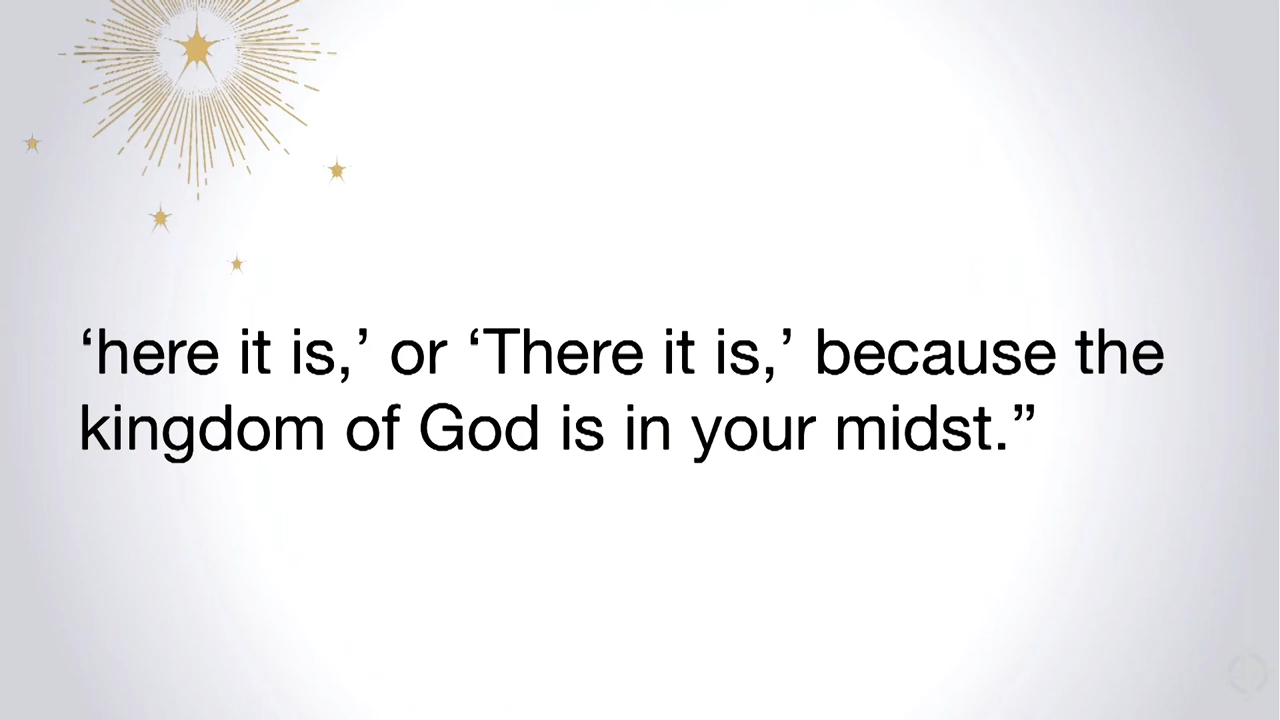 ‘here it is,’ or ‘There it is,’ because the
kingdom of God is in your midst.”